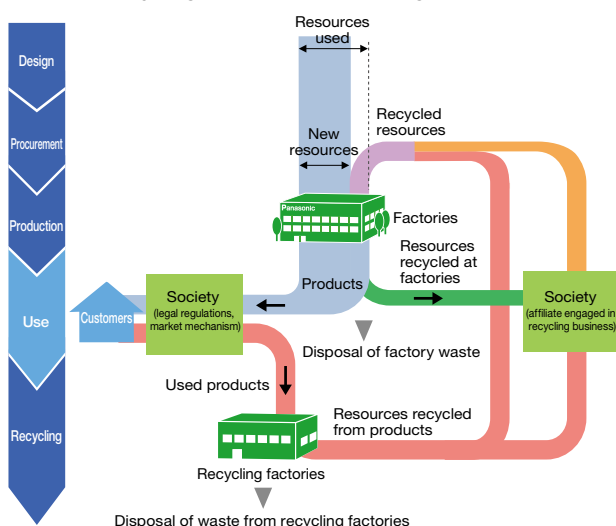 Resources
used
Design
Procurement
Production
Use
Recycling
New
resources
Recycled
resources
Panasonic
Factories
Resources
recycled at
factories
Products
Customers
Society
(legal regulations,
market mechanism)
Society
(affiliate engaged in
recycling business)
Disposal of factory waste
Used products
Resources recycled
from products
Recycling factories
Disposal of waste from recycling factories